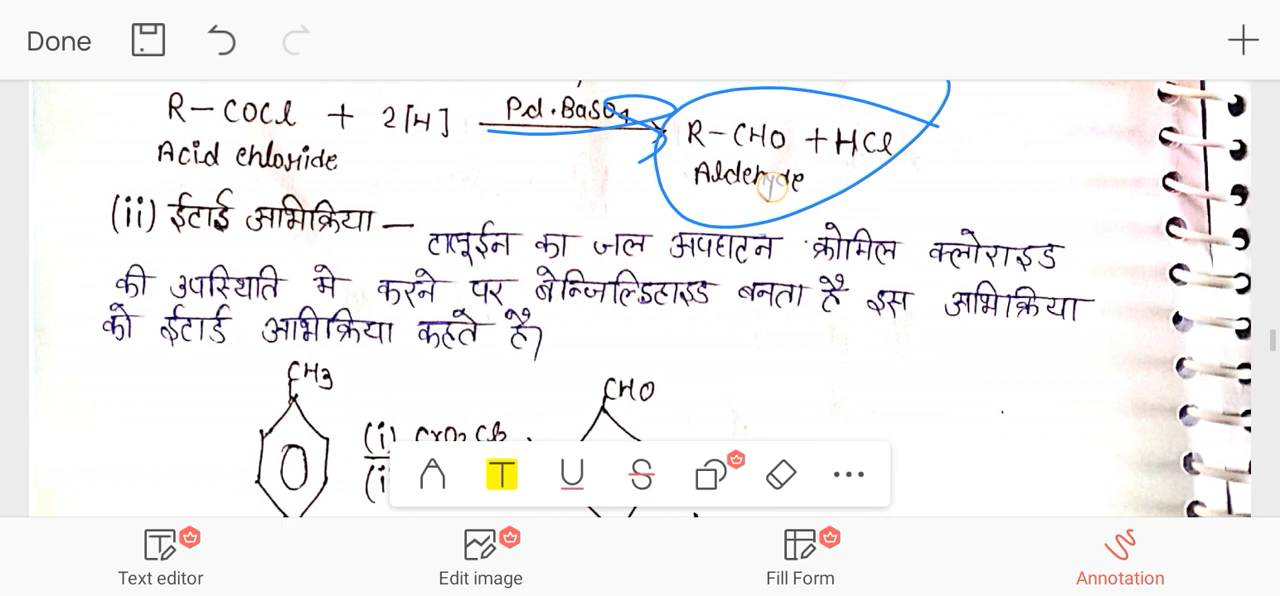 Done
R-COCl + 2[H] Pd.BaSO4 R-CHO + HCl
Acid chloride Aldehyde
(ii) ईटाई अभिक्रिया —
टालूईन का जल अपघटन क्रोमिल क्लोराइड
की उपस्थिति मे करने पर बेन्जिल्डिहाइड बनता है इस अभिक्रिया
को ईटार्ड अभिक्रिया कहते है।
CH3 CHO
(i) CrO2Cl2
(i
T U S
Text editor Edit image Fill Form Annotation